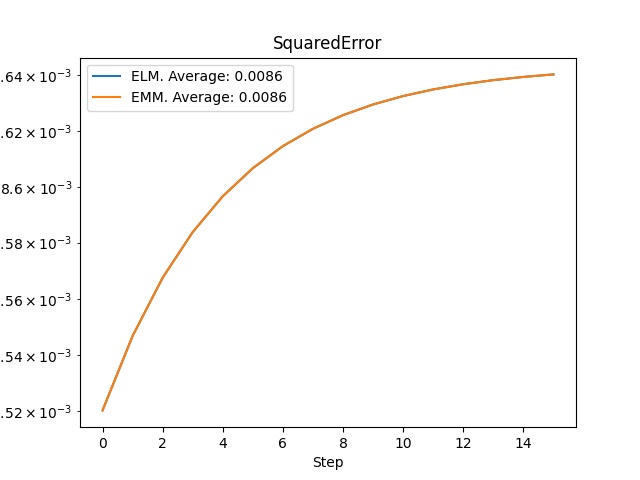 SquaredError
ELM. Average: 0.0086
EMM. Average: 0.0086
.64 × 10⁻³
.62 × 10⁻³
8.6 × 10⁻³
.58 × 10⁻³
.56 × 10⁻³
.54 × 10⁻³
.52 × 10⁻³
0 2 4 6 8 10 12 14
Step